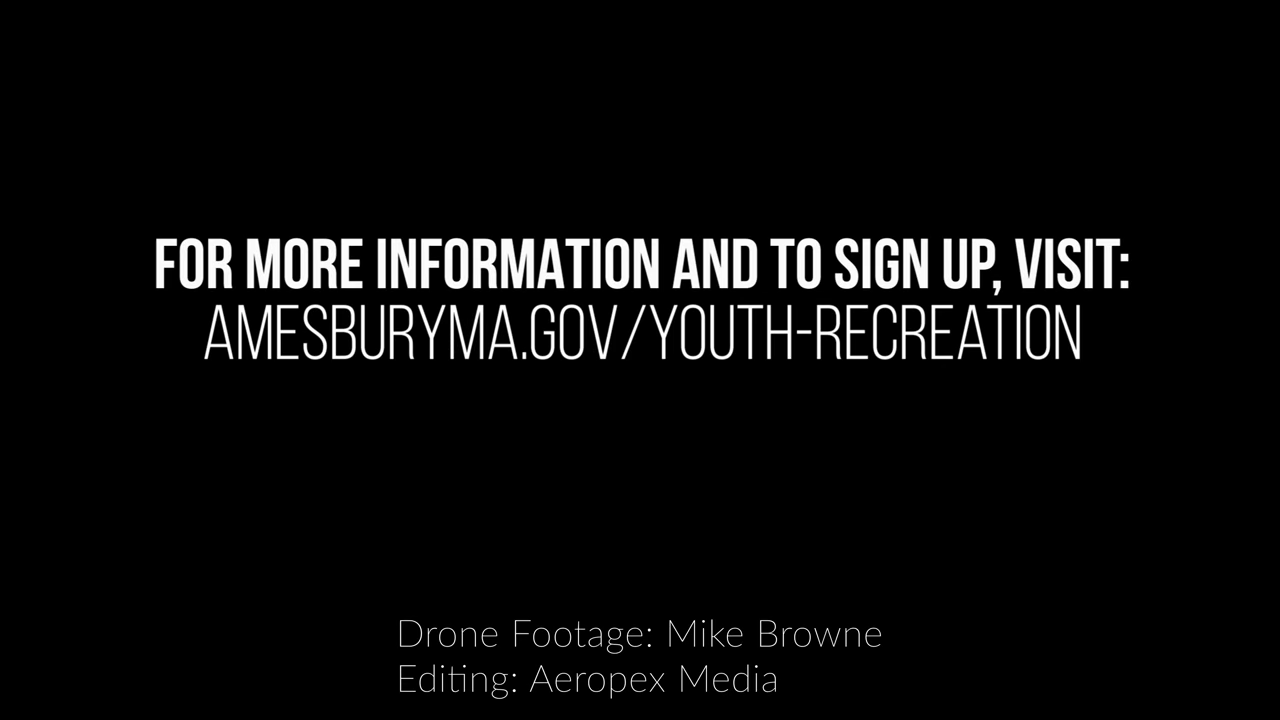 FOR MORE INFORMATION AND TO SIGN UP, VISIT:
AMESBURYMA.GOV/YOUTH-RECREATION
Drone Footage: Mike Browne
Editing: Aeropex Media